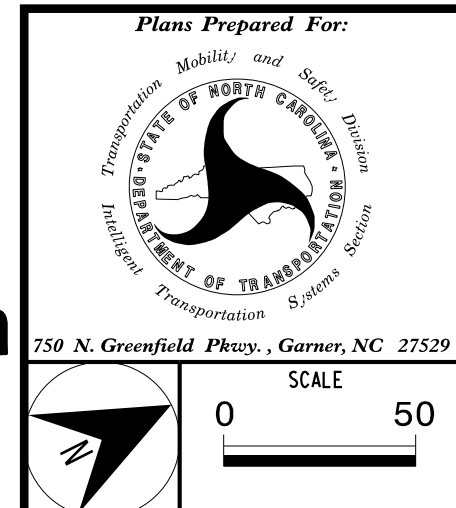 Plans Prepared For:
Transportation Mobility and Safety Division
STATE OF NORTH CAROLINA
DEPARTMENT OF TRANSPORTATION
Intelligent Transportation Systems Section
750 N. Greenfield Pkwy. , Garner, NC 27529
N
SCALE
0 50